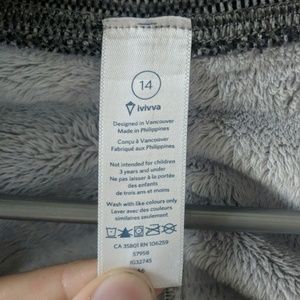 14
ivivva
Designed in Vancouver
Made in Philippines
Conçu à Vancouver
Fabriqué aux Philippines
Not intended for children
3 years and under
Ne pas laisser à la portée
des enfants
de trois ans et moins
Wash with like colours only
Laver avec des couleurs
similaires seulement
CA 35801 RN 106259
57958